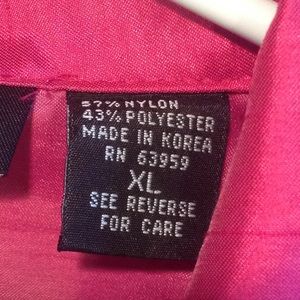 57% NYLON
43% POLYESTER
MADE IN KOREA
RN 63959
XL
SEE REVERSE
FOR CARE